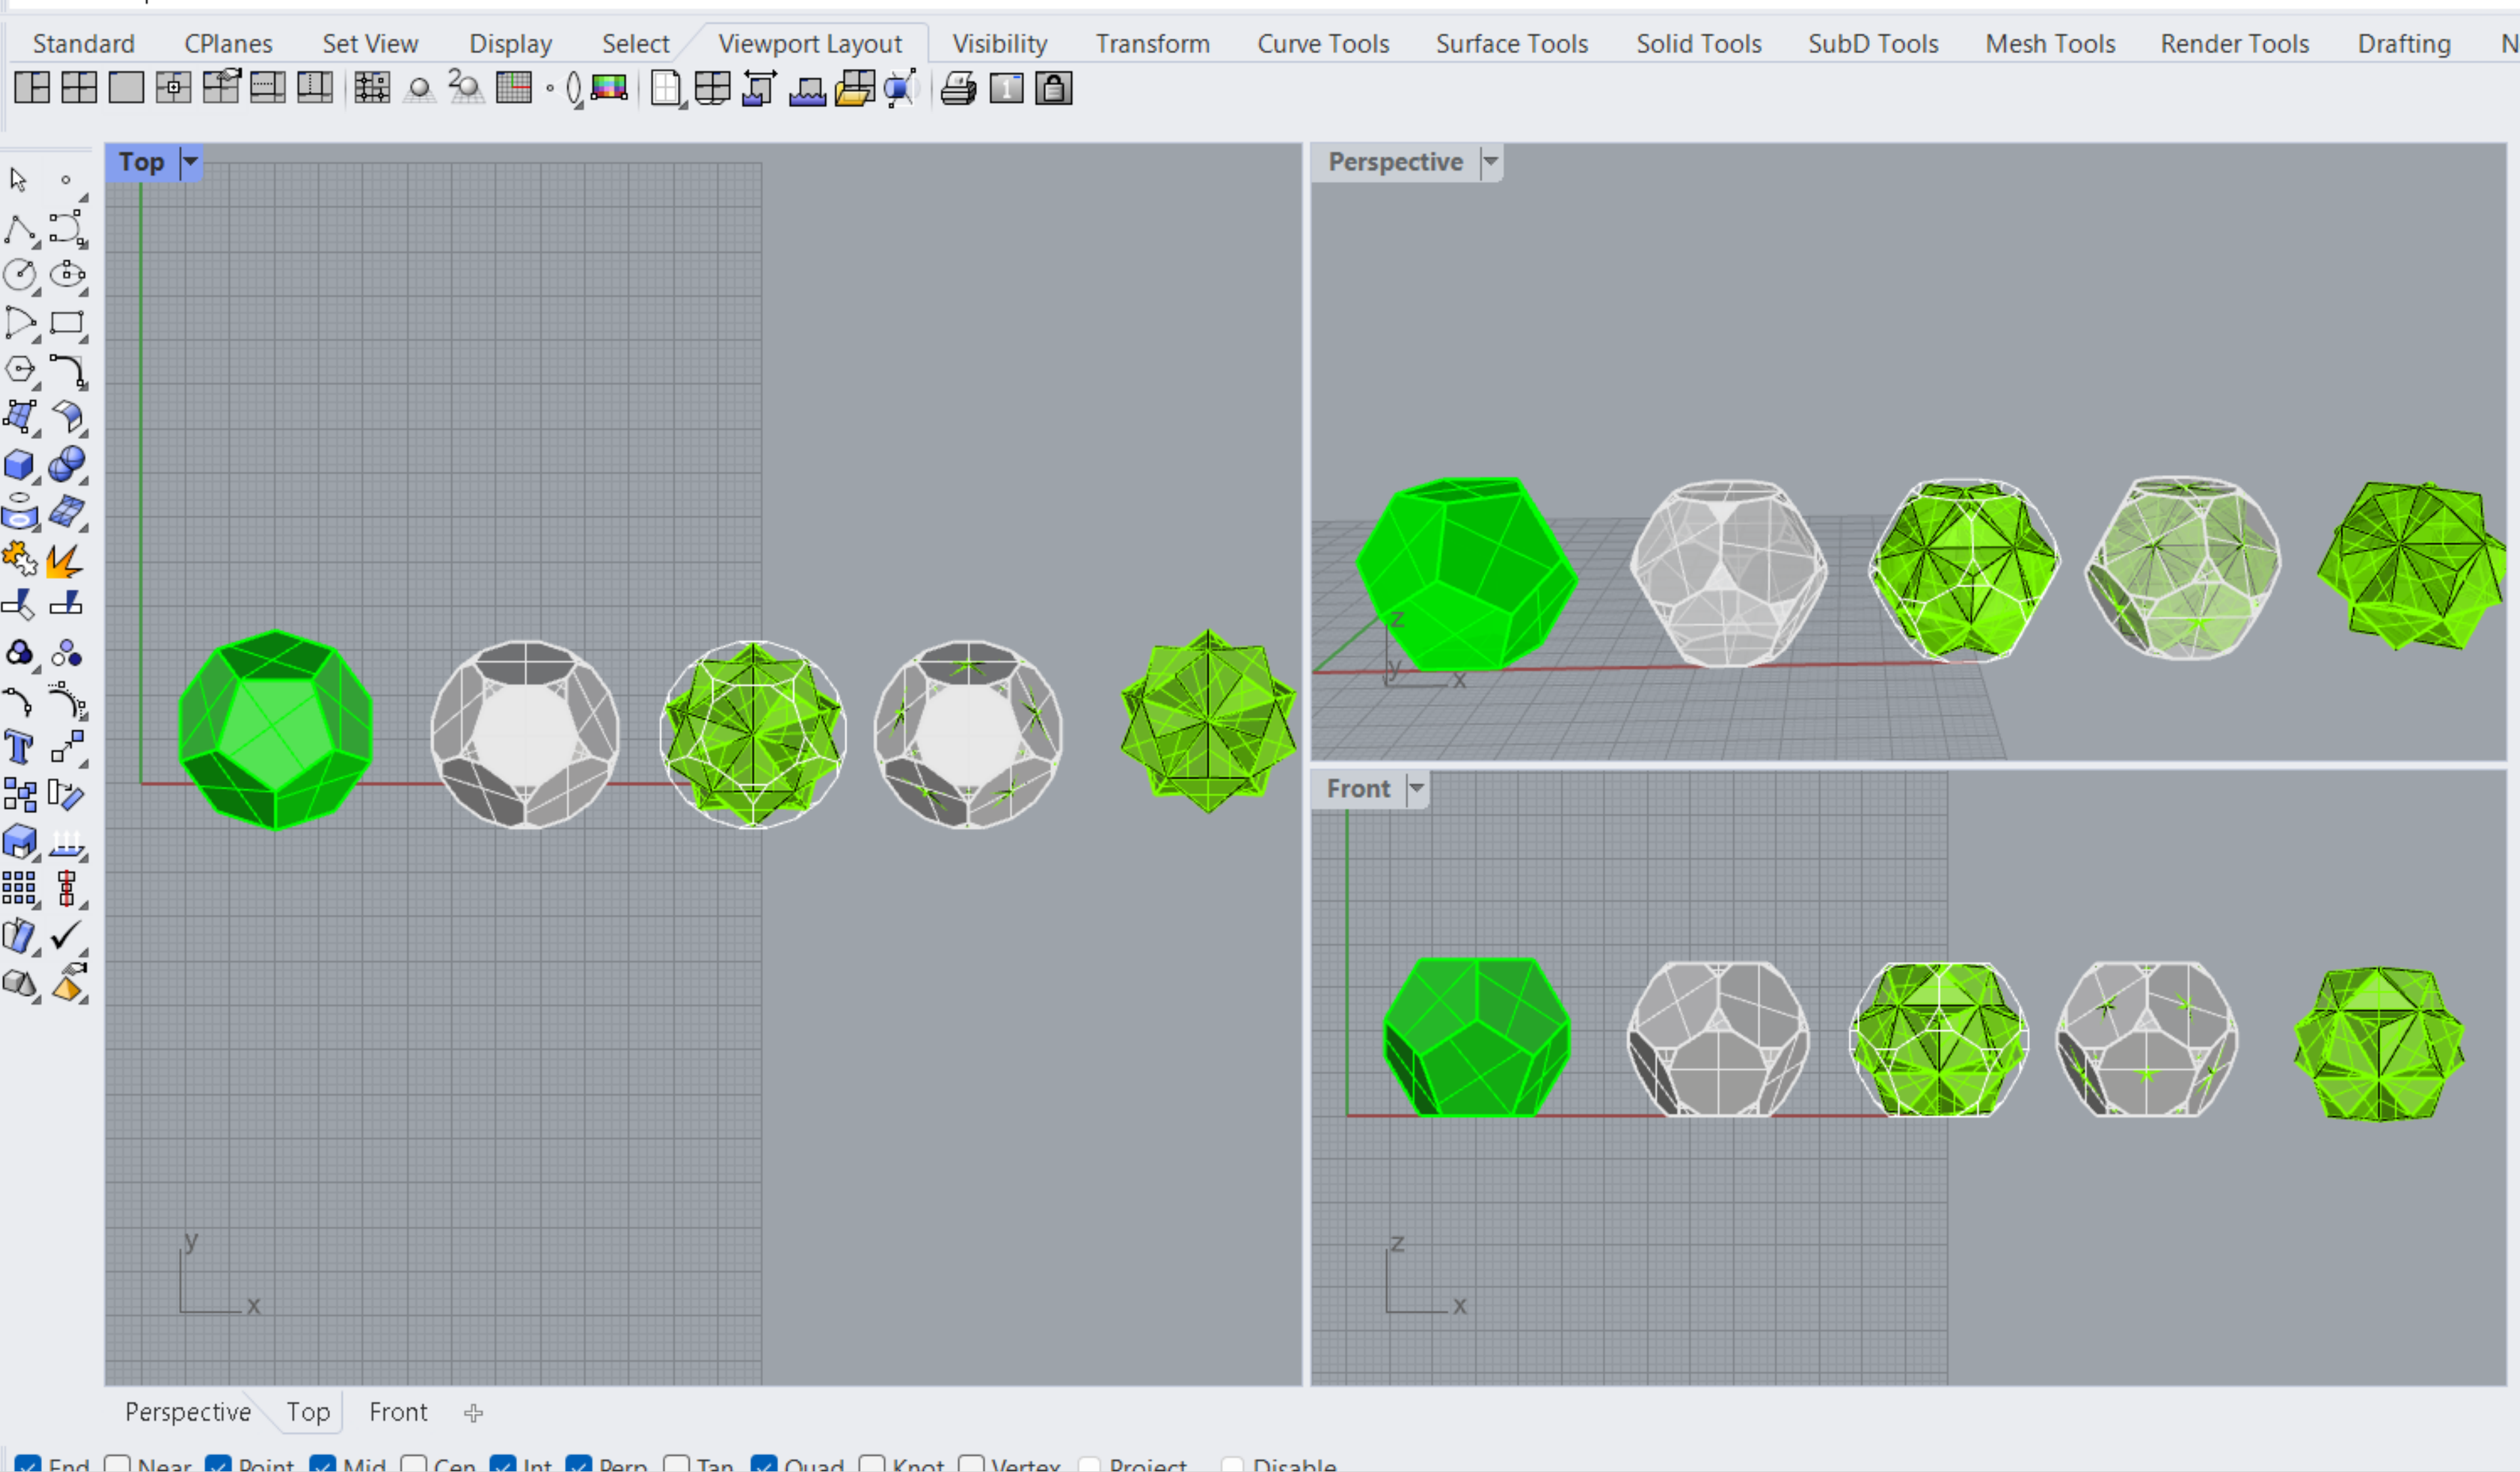 Standard CPlanes Set View Display Select Viewport Layout Visibility Transform Curve Tools Surface Tools Solid Tools SubD Tools Mesh Tools Render Tools Drafting N
2
1
Top
Perspective
z
y x
Front
y
x
z
x
Perspective Top Front
End Near Point Mid Cen Int Perp Tan Quad Knot Vertex Project Disable